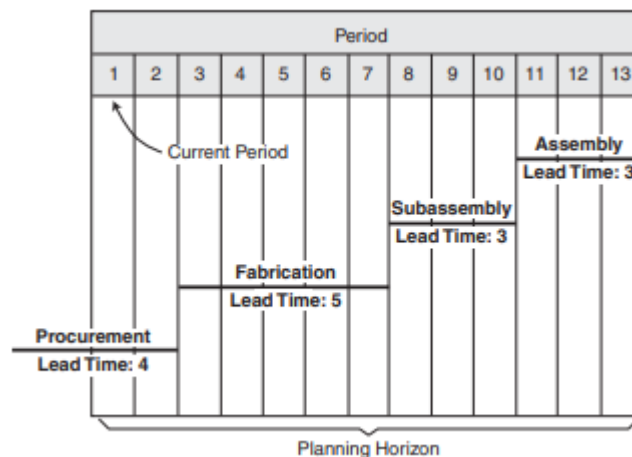 Period
1 2 3 4 5 6 7 8 9 10 11 12 13
Current Period
Assembly
Lead Time: 3
Subassembly
Lead Time: 3
Fabrication
Lead Time: 5
Procurement
Lead Time: 4
Planning Horizon